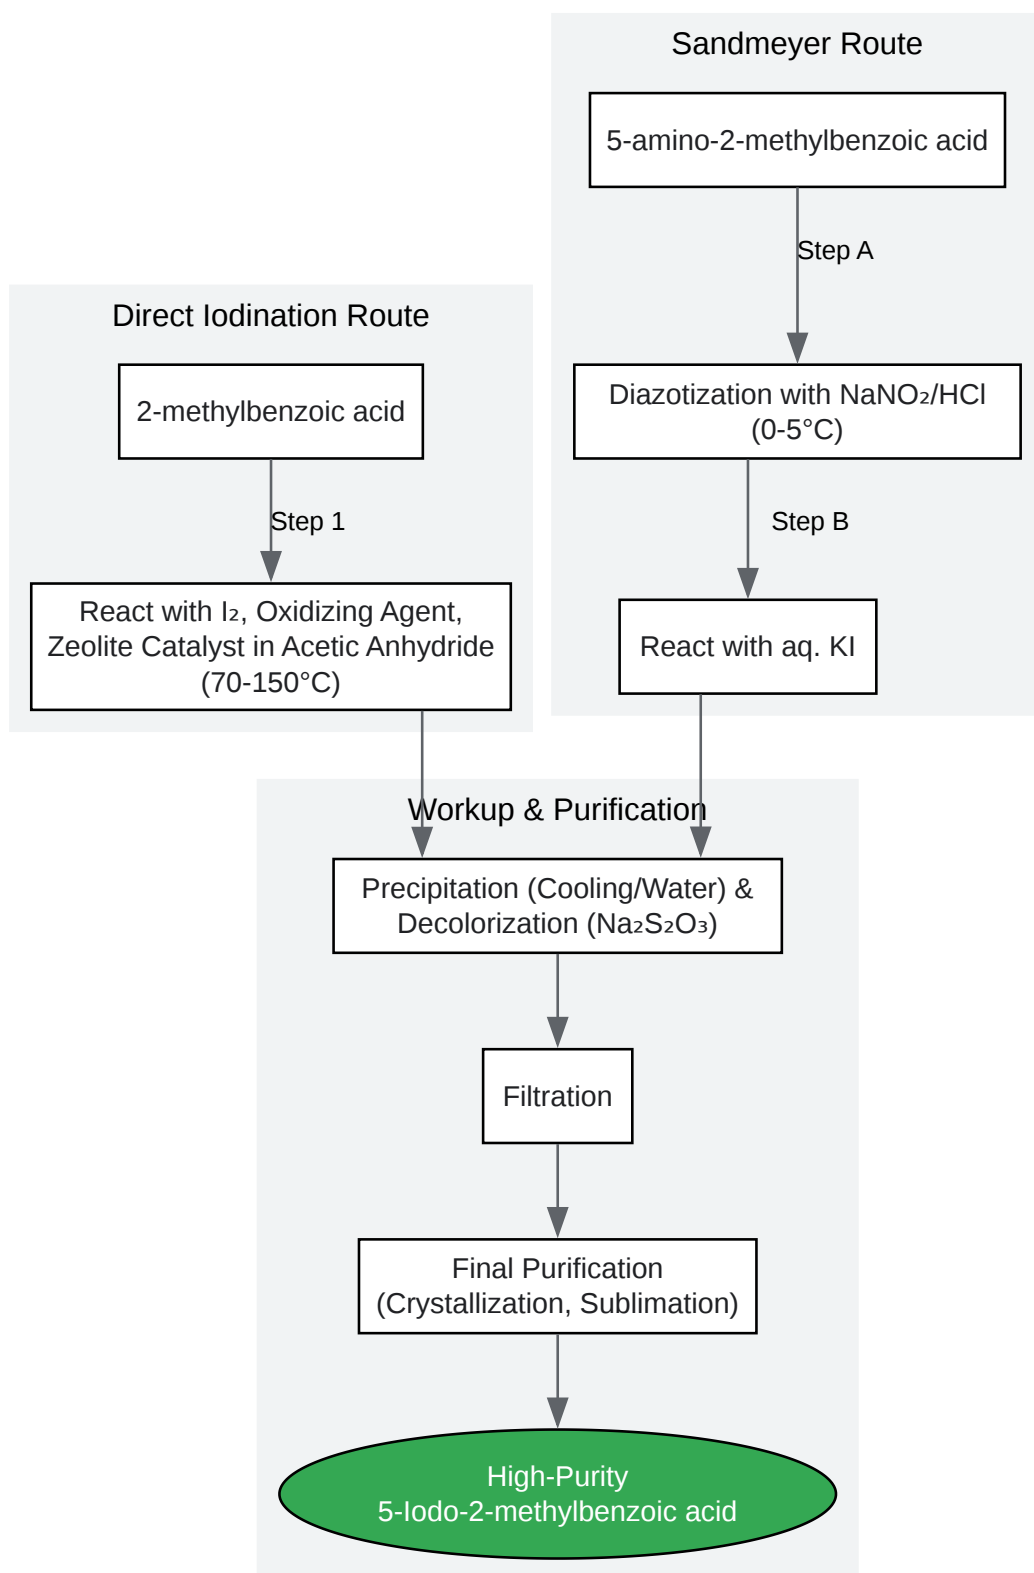 Sandmeyer Route
5-amino-2-methylbenzoic acid
Step A
Direct Iodination Route
2-methylbenzoic acid
Diazotization with NaNO₂/HCl
(0-5°C)
Step 1
Step B
React with I₂, Oxidizing Agent,
Zeolite Catalyst in Acetic Anhydride
(70-150°C)
React with aq. KI
Workup & Purification
Precipitation (Cooling/Water) &
Decolorization (Na₂S₂O₃)
Filtration
Final Purification
(Crystallization, Sublimation)
High-Purity
5-Iodo-2-methylbenzoic acid